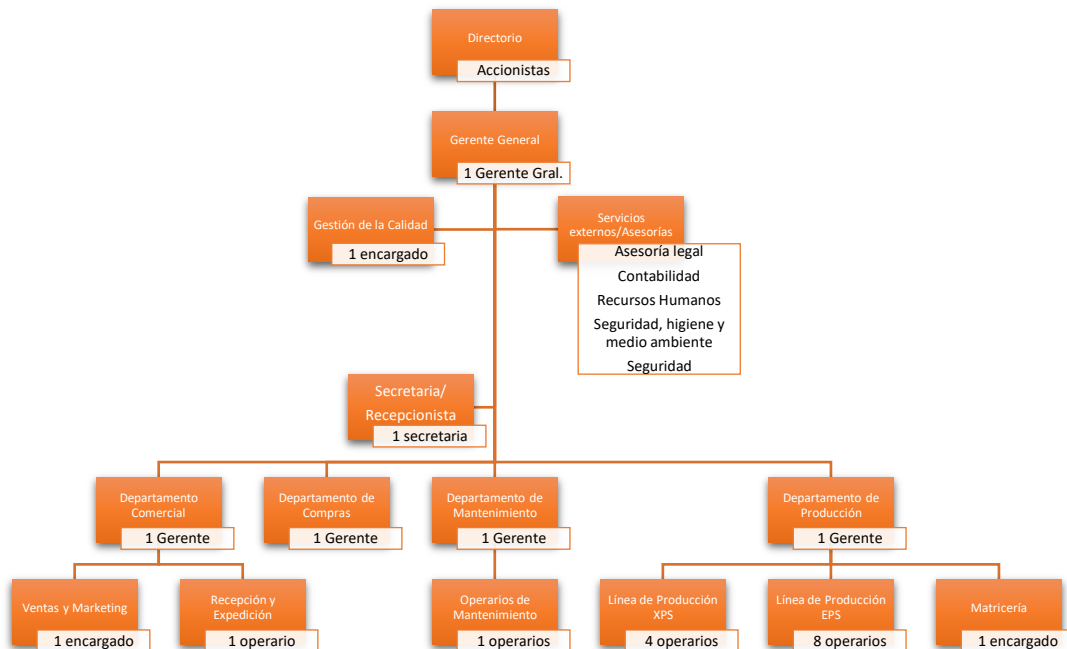 Directorio
Accionistas
Gerente General
1 Gerente Gral.
Gestión de la Calidad
1 encargado
Servicios
externos/Asesorías
Asesoría legal
Contabilidad
Recursos Humanos
Seguridad, higiene y
medio ambiente
Seguridad
Secretaria/
Recepcionista
1 secretaria
Departamento
Comercial
1 Gerente
Departamento de
Compras
1 Gerente
Departamento de
Mantenimiento
1 Gerente
Departamento de
Producción
1 Gerente
Ventas y Marketing
1 encargado
Recepción y
Expedición
1 operario
Operarios de
Mantenimiento
1 operarios
Línea de Producción
XPS
4 operarios
Línea de Producción
EPS
8 operarios
Matricería
1 encargado